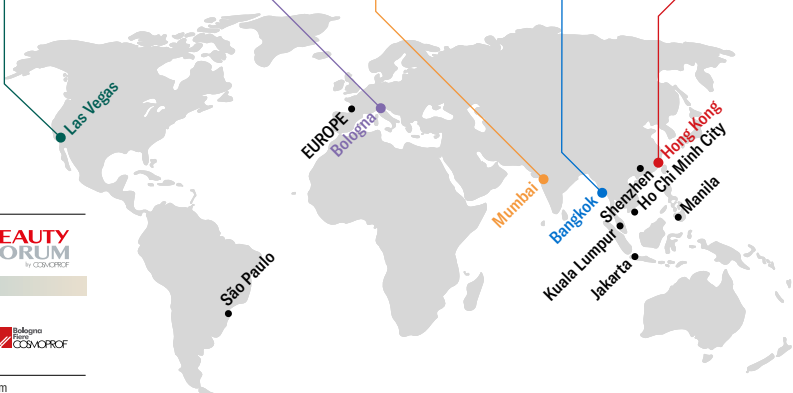 Las Vegas
EUROPE
Bologna
Mumbai
Bangkok
Shenzhen
Hong Kong
Ho Chi Minh City
Manila
Kuala Lumpur
Jakarta
São Paulo
EAUTY
ORUM
by COSMOPROF
Bologna
Fiere
COSMOPROF
m